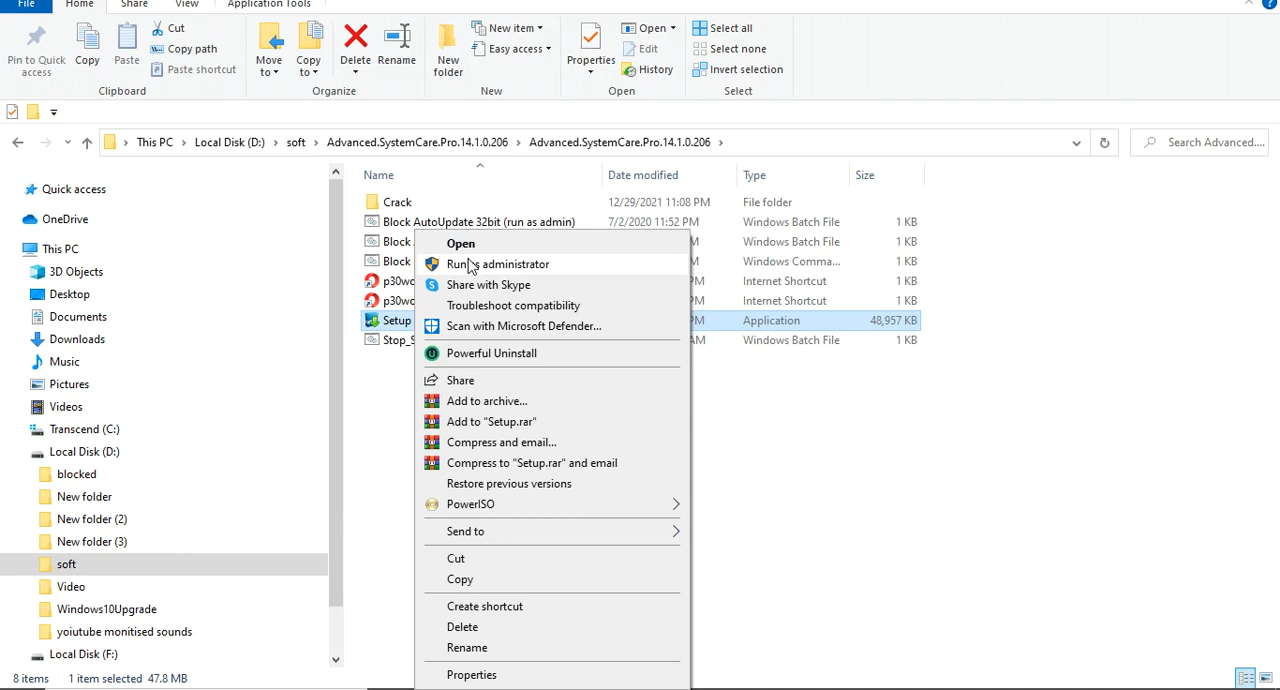 File Home Share View Application Tools
Pin to Quick access
Copy
Paste
Cut
Copy path
Paste shortcut
Clipboard
Move to
Copy to
Delete
Rename
Organize
New folder
New item
Easy access
New
Properties
Open
Edit
History
Open
Select all
Select none
Invert selection
Select
This PC > Local Disk (D:) > soft > Advanced.SystemCare.Pro.14.1.0.206 > Advanced.SystemCare.Pro.14.1.0.206 >
Search Advanced....
Quick access
OneDrive
This PC
3D Objects
Desktop
Documents
Downloads
Music
Pictures
Videos
Transcend (C:)
Local Disk (D:)
blocked
New folder
New folder (2)
New folder (3)
soft
Video
Windows10Upgrade
yoiutube monitised sounds
Local Disk (F:)
Name Date modified Type Size
Crack 12/29/2021 11:08 PM File folder
Block AutoUpdate 32bit (run as admin) 7/2/2020 11:52 PM Windows Batch File 1 KB
Block M Windows Batch File 1 KB
Block PM Windows Comma... 1 KB
p30wo PM Internet Shortcut 1 KB
p30wo PM Internet Shortcut 1 KB
Setup PM Application 48,957 KB
Stop_S AM Windows Batch File 1 KB
Open
Run as administrator
Share with Skype
Troubleshoot compatibility
Scan with Microsoft Defender...
Powerful Uninstall
Share
Add to archive...
Add to "Setup.rar"
Compress and email...
Compress to "Setup.rar" and email
Restore previous versions
PowerISO
Send to
Cut
Copy
Create shortcut
Delete
Rename
Properties
8 items 1 item selected 47.8 MB